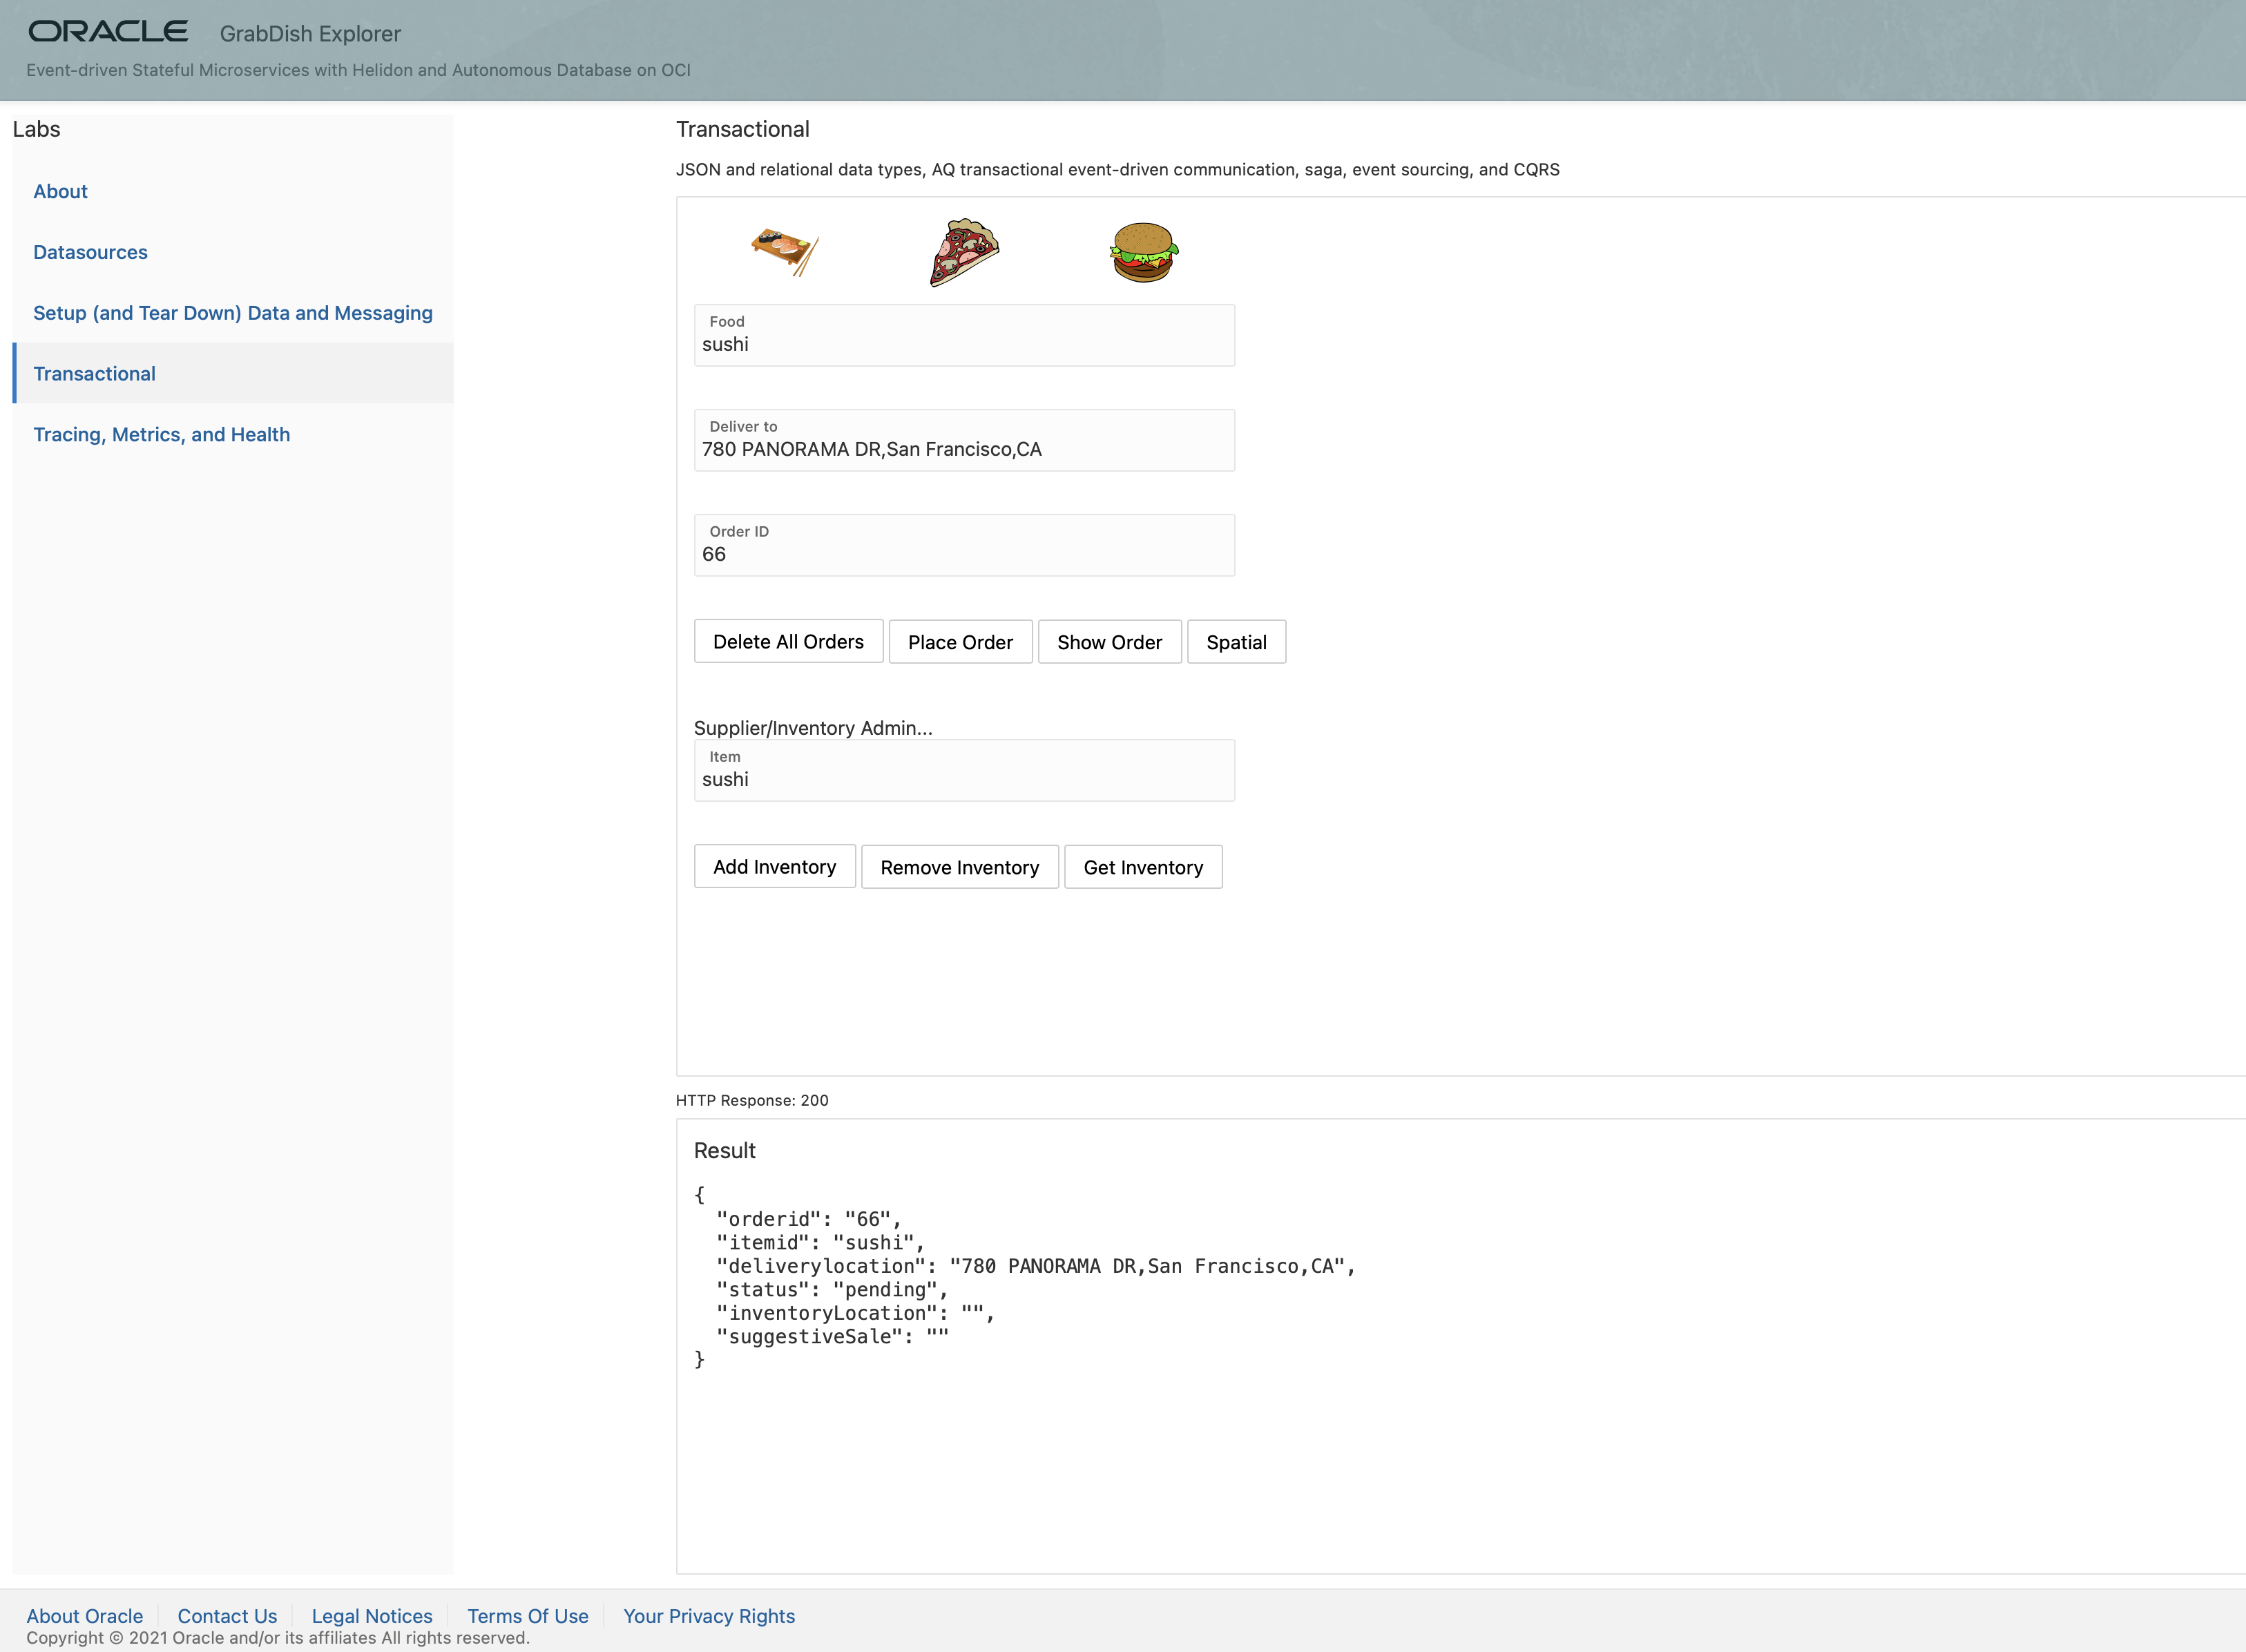 ORACLE GrabDish Explorer
Event-driven Stateful Microservices with Helidon and Autonomous Database on OCI
Labs
About
Datasources
Setup (and Tear Down) Data and Messaging
Transactional
Tracing, Metrics, and Health
Transactional
JSON and relational data types, AQ transactional event-driven communication, saga, event sourcing, and CQRS
Food
sushi
Deliver to
780 PANORAMA DR,San Francisco,CA
Order ID
66
Delete All Orders Place Order Show Order Spatial
Supplier/Inventory Admin...
Item
sushi
Add Inventory Remove Inventory Get Inventory
HTTP Response: 200
Result
{
"orderid": "66",
"itemid": "sushi",
"deliverylocation": "780 PANORAMA DR,San Francisco,CA",
"status": "pending",
"inventoryLocation": "",
"suggestiveSale": ""
}
About Oracle Contact Us Legal Notices Terms Of Use Your Privacy Rights
Copyright © 2021 Oracle and/or its affiliates All rights reserved.